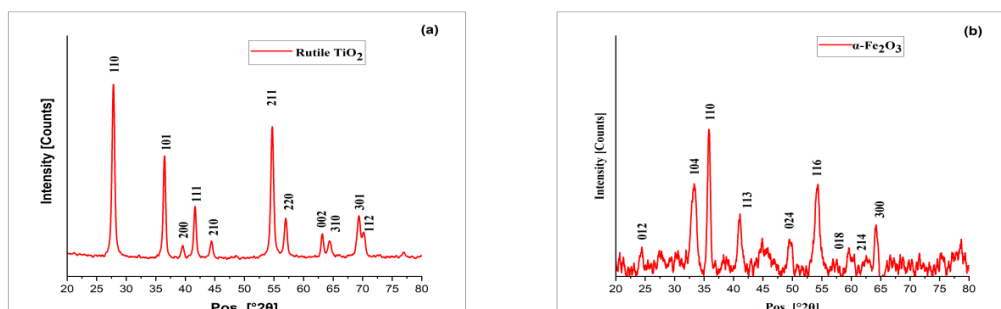 (a)
Rutile TiO₂
110
101
200
111
210
211
220
002
310
301
112
Intensity [Counts]
20 25 30 35 40 45 50 55 60 65 70 75 80
Pos. [°2θ]
(b)
α-Fe₂O₃
012
104
110
113
024
116
018
214
300
Intensity [Counts]
20 25 30 35 40 45 50 55 60 65 70 75 80
Pos. [°2θ]